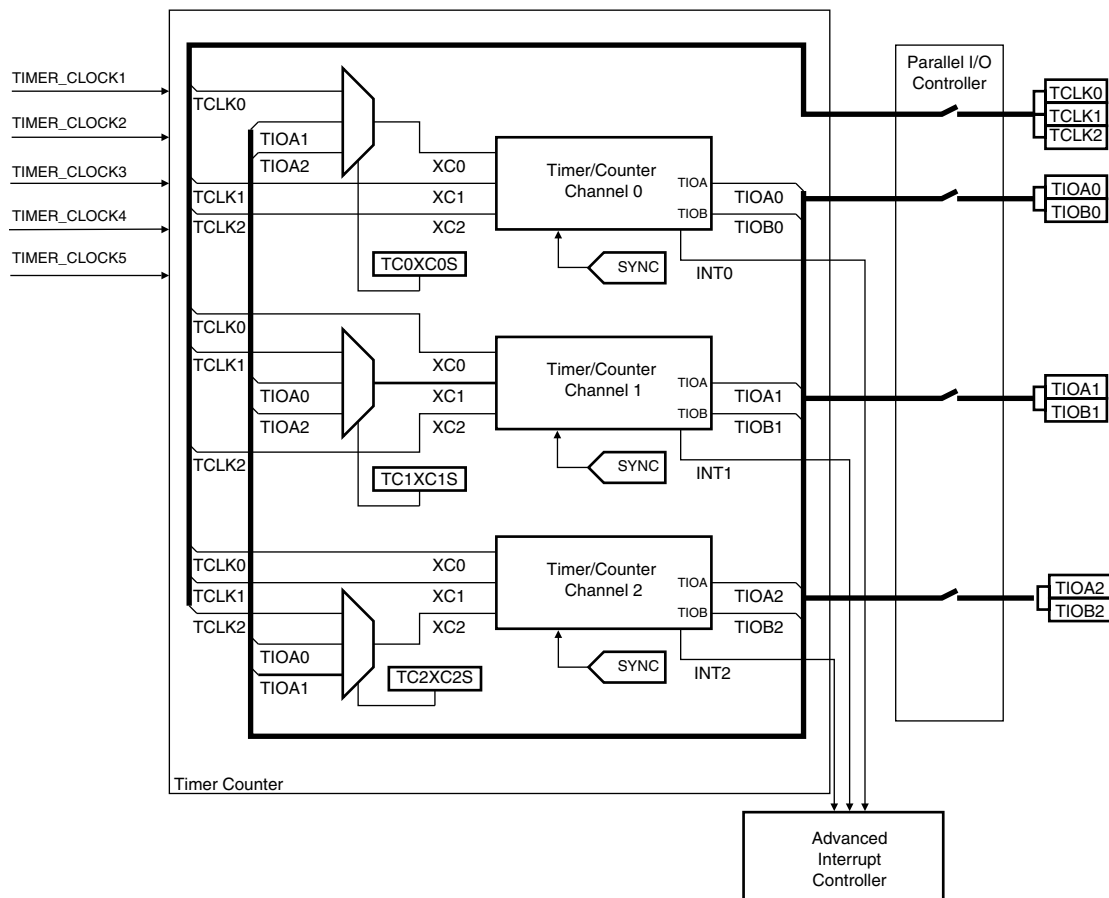 TIMER_CLOCK1
TIMER_CLOCK2
TIMER_CLOCK3
TIMER_CLOCK4
TIMER_CLOCK5
TCLK0
TIOA1
TIOA2
TCLK1
TCLK2
XC0
XC1
XC2
TC0XC0S
Timer/Counter
Channel 0
TIOA
TIOB
TIOA0
TIOB0
SYNC
INT0
TCLK0
TCLK1
TIOA0
TIOA2
TCLK2
XC0
XC1
XC2
TC1XC1S
Timer/Counter
Channel 1
TIOA
TIOB
TIOA1
TIOB1
SYNC
INT1
TCLK0
TCLK1
TCLK2
TIOA0
TIOA1
XC0
XC1
XC2
TC2XC2S
Timer/Counter
Channel 2
TIOA
TIOB
TIOA2
TIOB2
SYNC
INT2
Timer Counter
Parallel I/O
Controller
TCLK0
TCLK1
TCLK2
TIOA0
TIOB0
TIOA1
TIOB1
TIOA2
TIOB2
Advanced
Interrupt
Controller